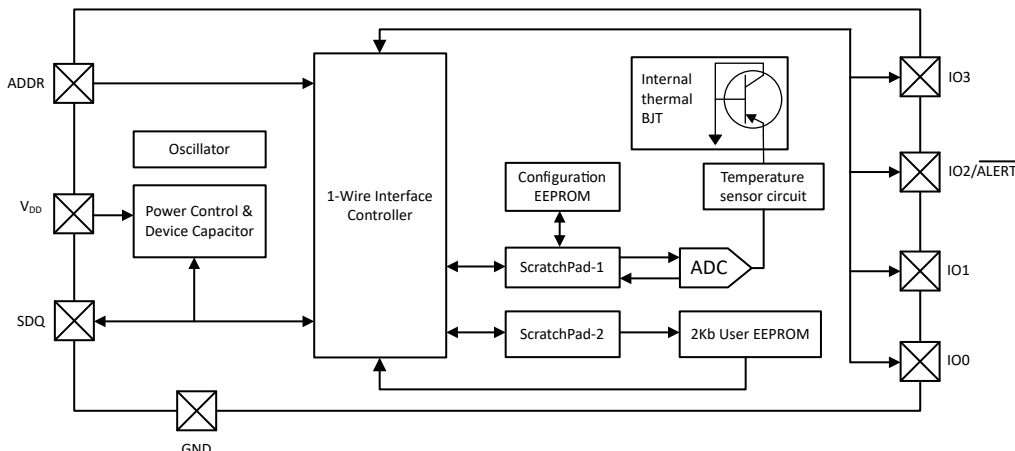 ADDR
V_DD
SDQ
GND
Oscillator
Power Control &
Device Capacitor
1-Wire Interface
Controller
Internal
thermal
BJT
Configuration
EEPROM
Temperature
sensor circuit
ScratchPad-1
ADC
ScratchPad-2
2Kb User EEPROM
IO3
IO2/ALERT
IO1
IO0